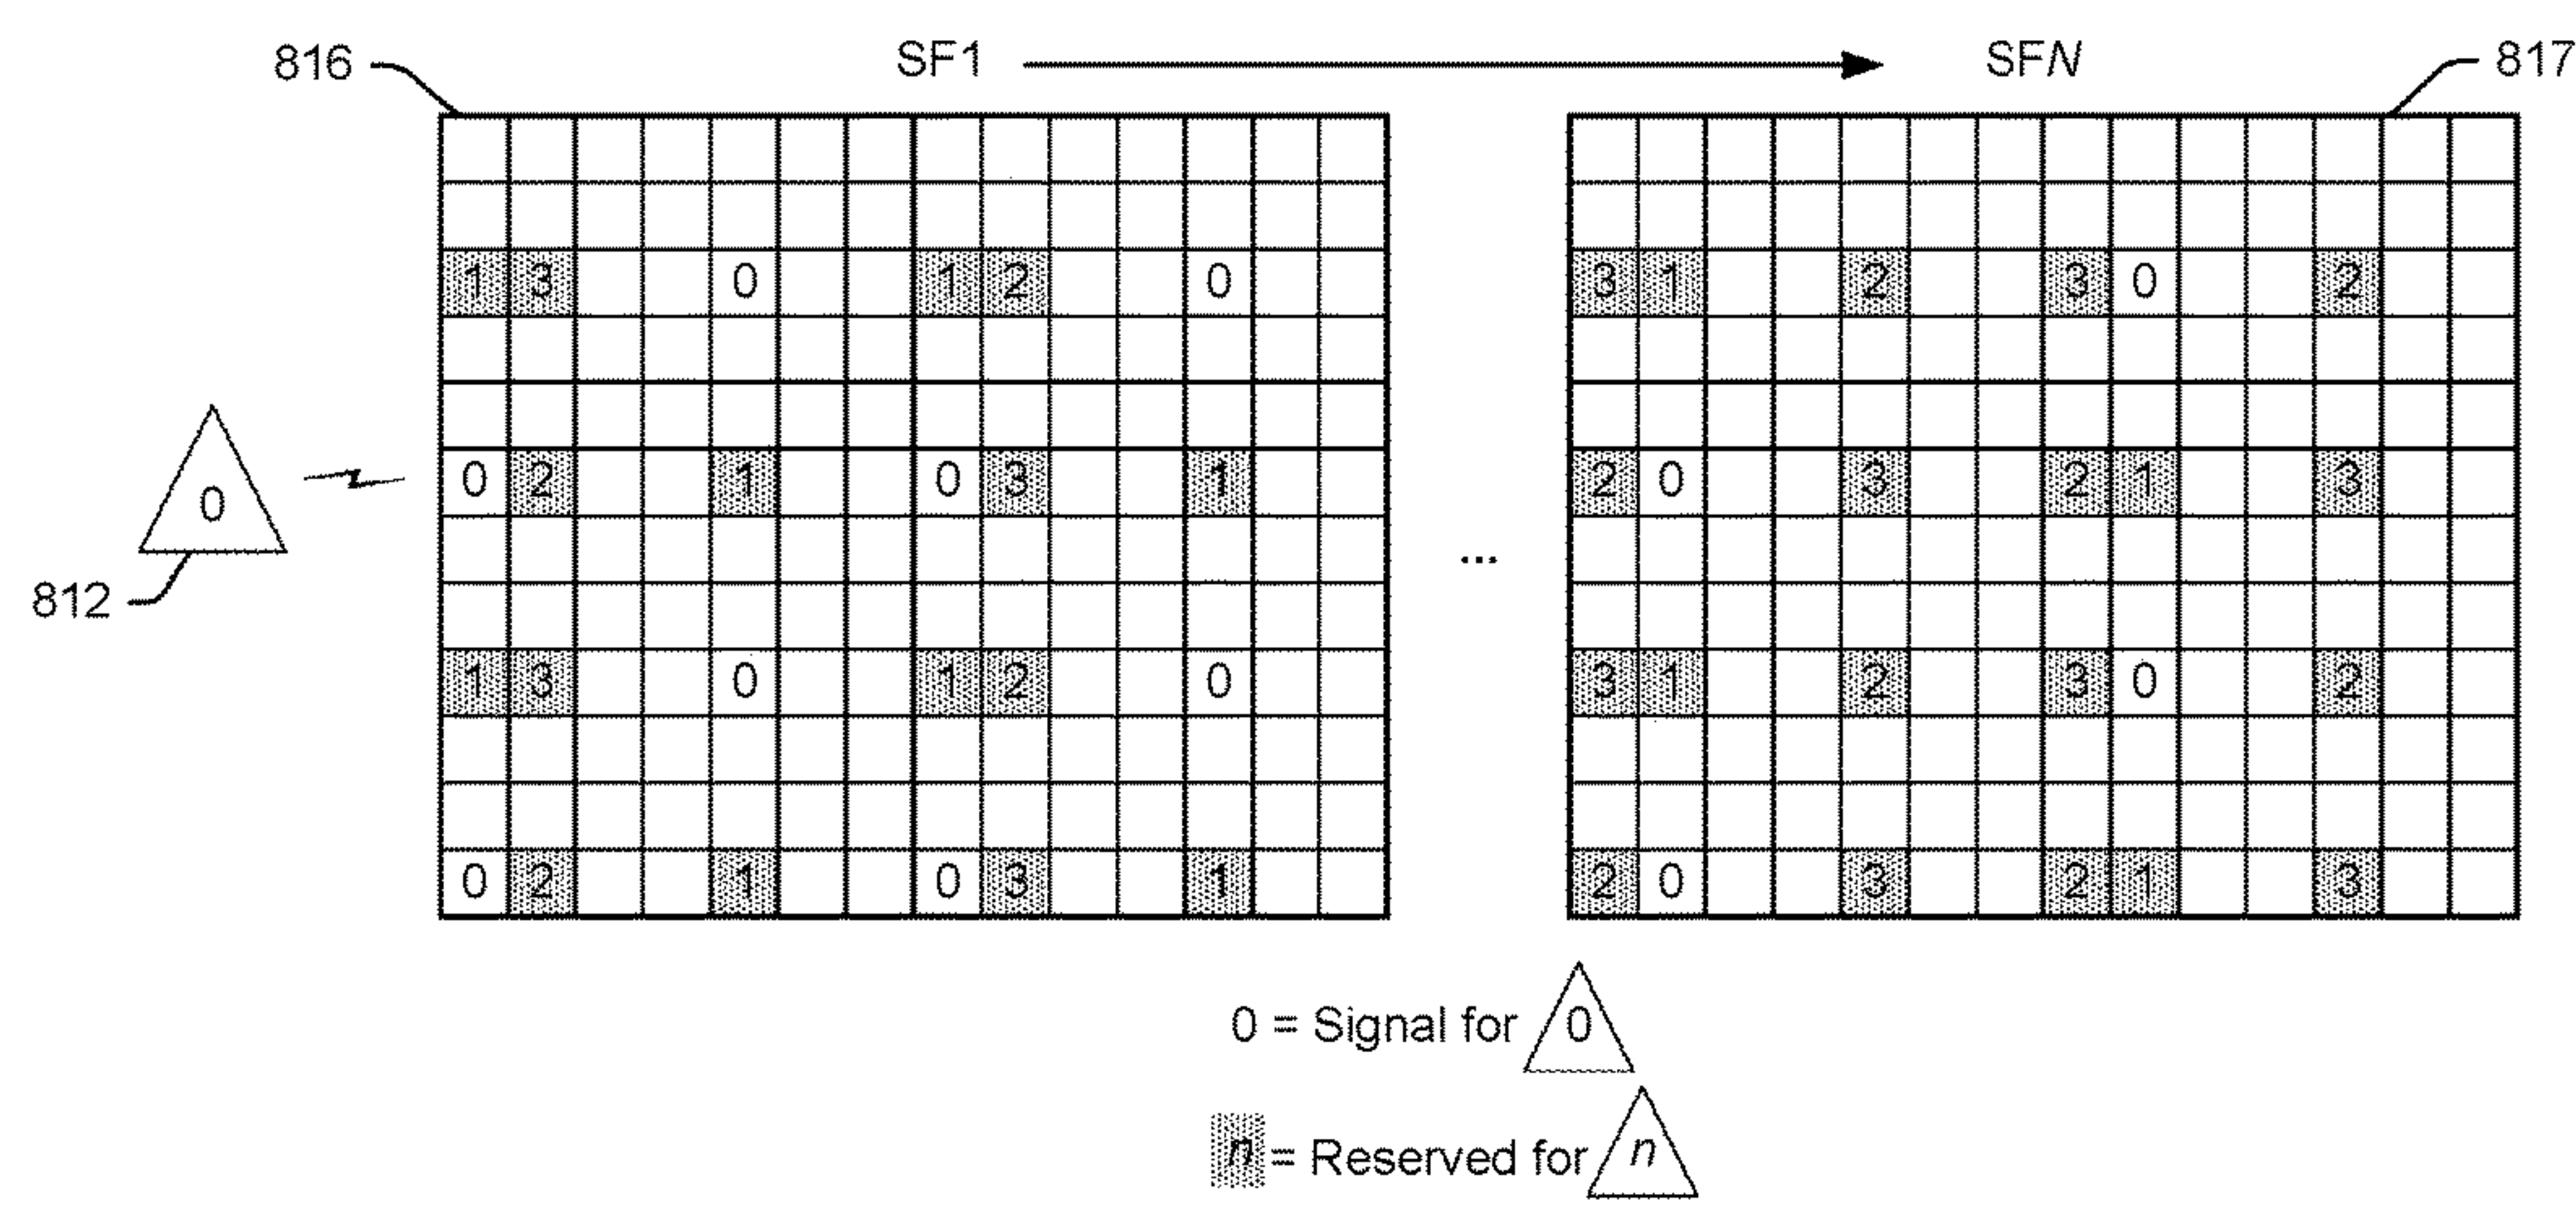 816 SF1 SFN 817
1 3 0 1 2 0 3 1 2 3 0 2
0 2 1 0 3 1 2 0 3 2 1 3
0
...
812
1 3 0 1 2 0 3 1 2 3 0 2
0 2 1 0 3 1 2 0 3 2 1 3
0 = Signal for 0
n = Reserved for n